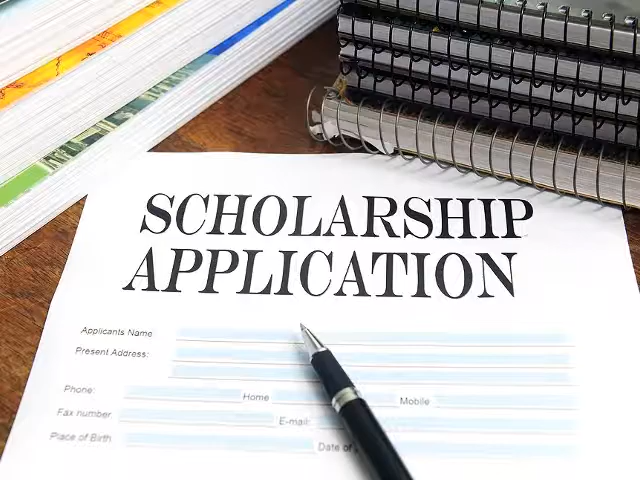 SCHOLARSHIP
APPLICATION
Applicants Name
Present Address:
Phone: Home Mobile
Fax number: E-mail:
Place of Birth Date of